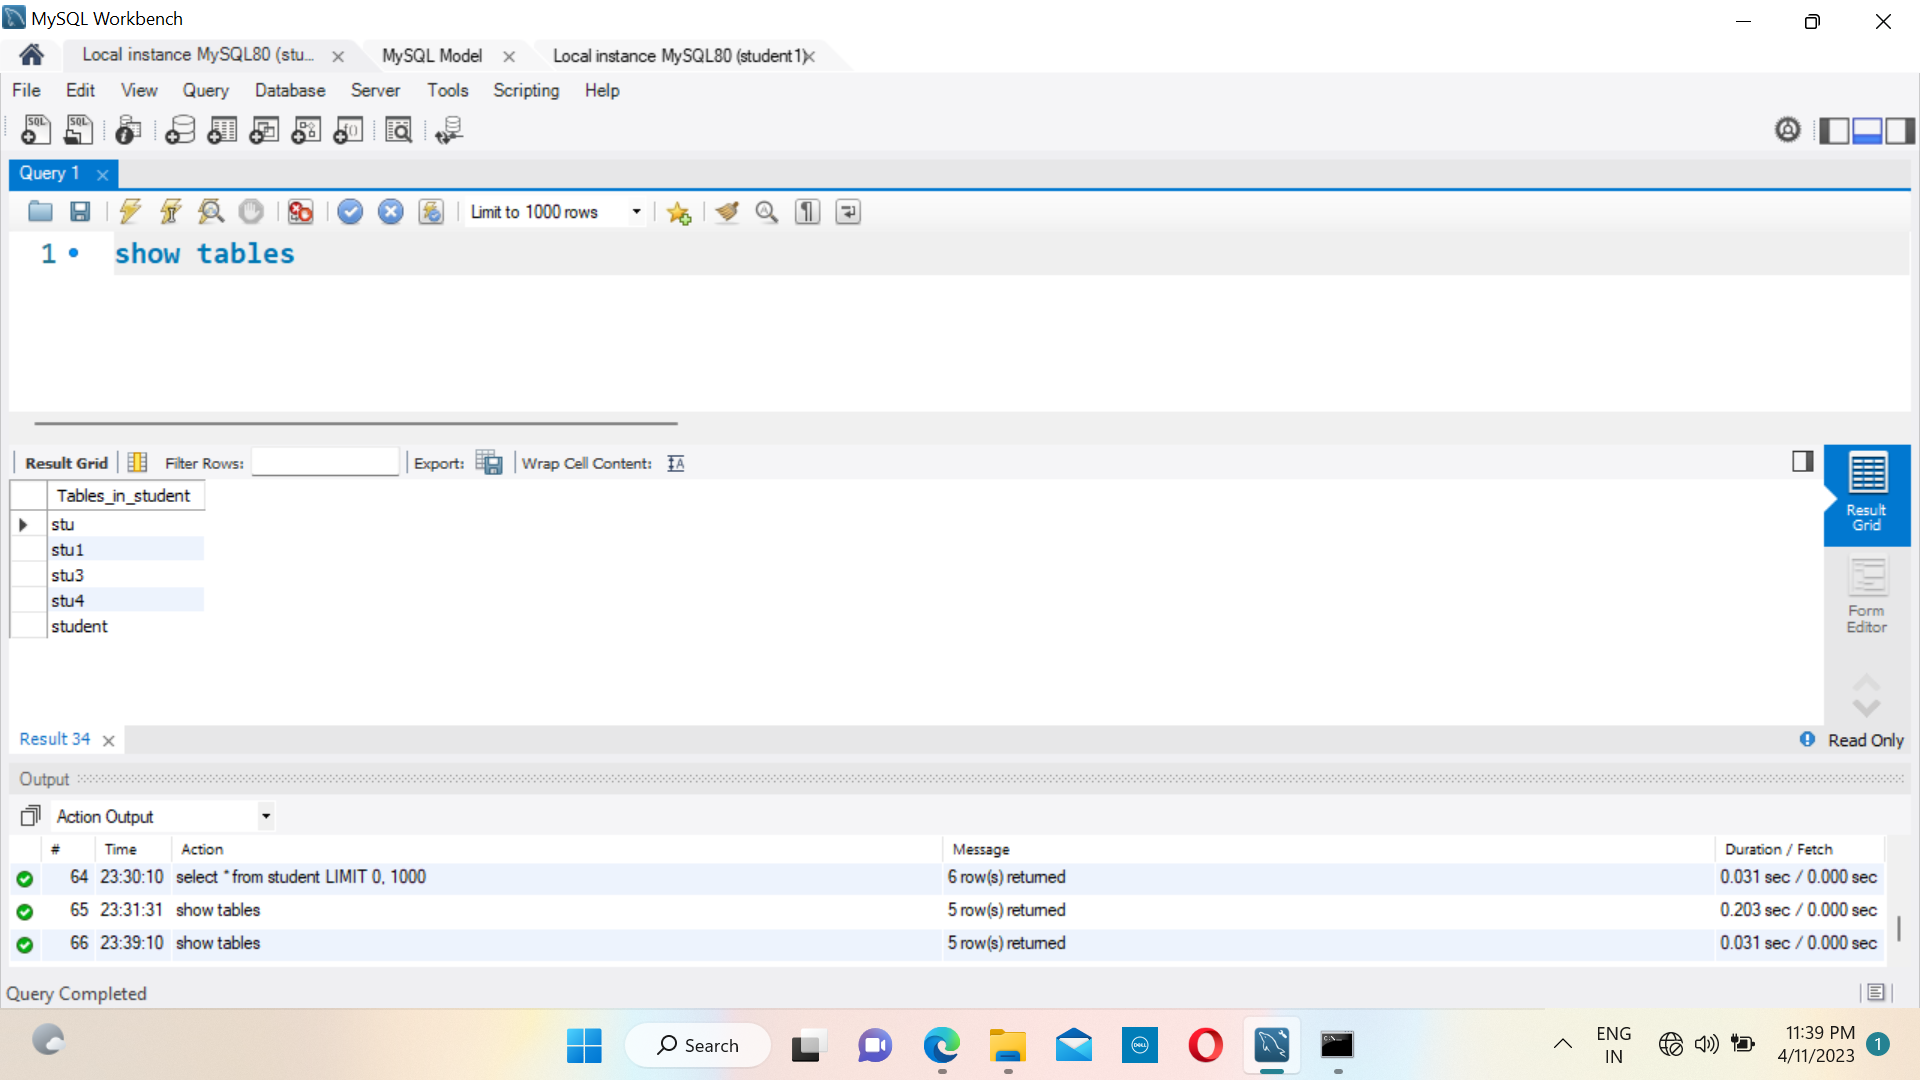 MySQL Workbench
Local instance MySQL80 (stu...
MySQL Model
Local instance MySQL80 (student1)
File Edit View Query Database Server Tools Scripting Help
Query 1
Limit to 1000 rows
1 show tables
Result Grid Filter Rows: Export: Wrap Cell Content:
Tables_in_student
stu
stu1
stu3
stu4
student
Result
Grid
Form
Editor
Result 34
Read Only
Output
Action Output
# Time Action Message Duration / Fetch
64 23:30:10 select * from student LIMIT 0, 1000 6 row(s) returned 0.031 sec / 0.000 sec
65 23:31:31 show tables 5 row(s) returned 0.203 sec / 0.000 sec
66 23:39:10 show tables 5 row(s) returned 0.031 sec / 0.000 sec
Query Completed
Search
ENG
IN
11:39 PM
4/11/2023
1